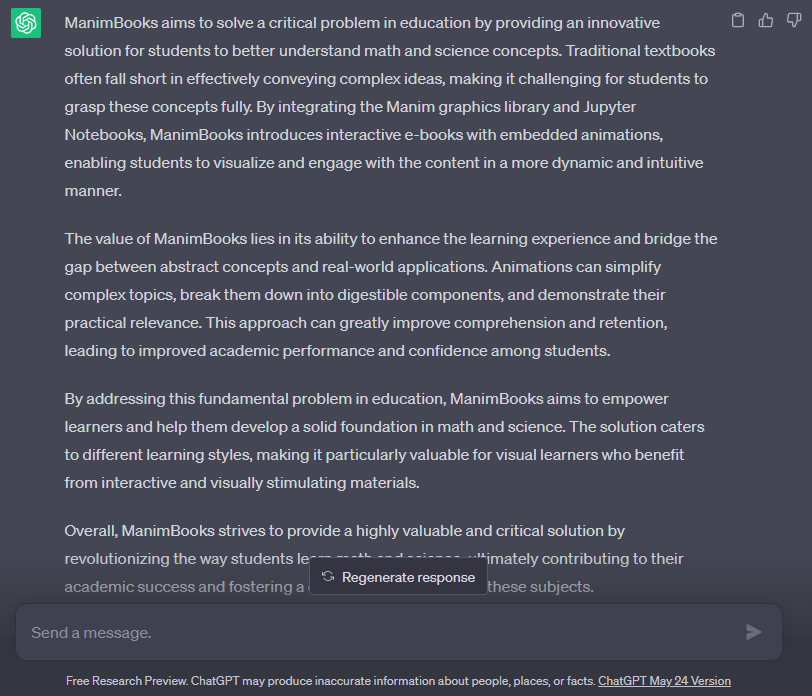 ManimBooks aims to solve a critical problem in education by providing an innovative
solution for students to better understand math and science concepts. Traditional textbooks
often fall short in effectively conveying complex ideas, making it challenging for students to
grasp these concepts fully. By integrating the Manim graphics library and Jupyter
Notebooks, ManimBooks introduces interactive e-books with embedded animations,
enabling students to visualize and engage with the content in a more dynamic and intuitive
manner.
The value of ManimBooks lies in its ability to enhance the learning experience and bridge the
gap between abstract concepts and real-world applications. Animations can simplify
complex topics, break them down into digestible components, and demonstrate their
practical relevance. This approach can greatly improve comprehension and retention,
leading to improved academic performance and confidence among students.
By addressing this fundamental problem in education, ManimBooks aims to empower
learners and help them develop a solid foundation in math and science. The solution caters
to different learning styles, making it particularly valuable for visual learners who benefit
from interactive and visually stimulating materials.
Overall, ManimBooks strives to provide a highly valuable and critical solution by
revolutionizing the way students learn math and science, ultimately contributing to their
academic success and fostering a these subjects.
Regenerate response
Send a message.
Free Research Preview. ChatGPT may produce inaccurate information about people, places, or facts. ChatGPT May 24 Version